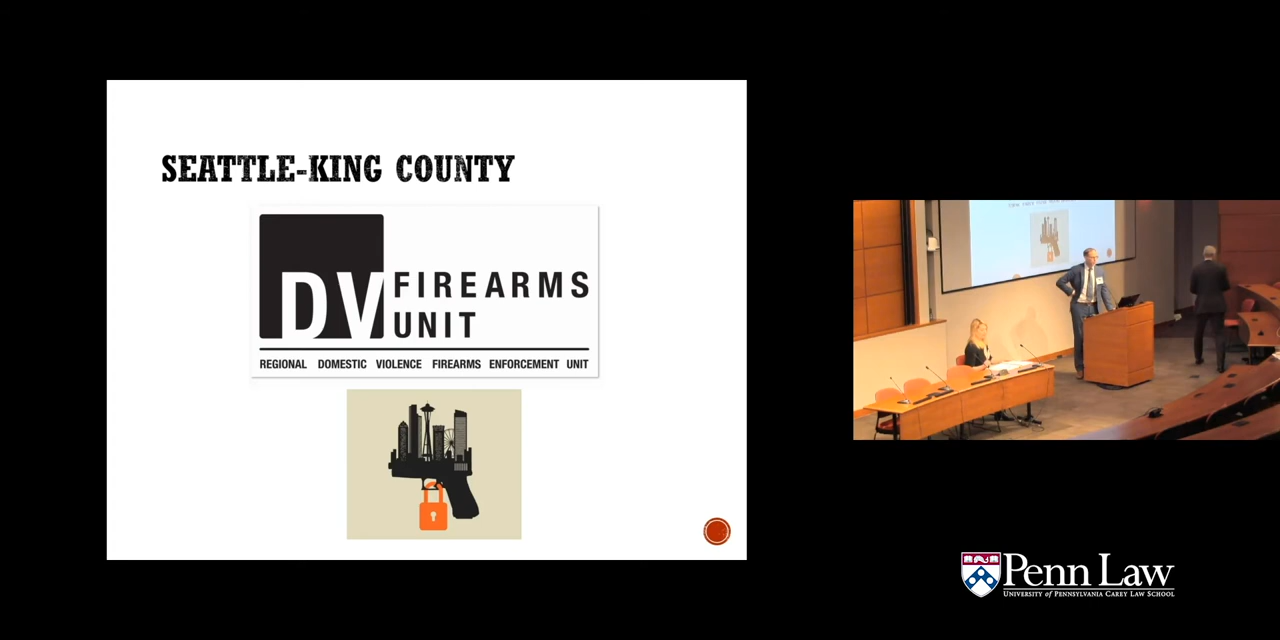 SEATTLE-KING COUNTY
DV FIREARMS
UNIT
REGIONAL DOMESTIC VIOLENCE FIREARMS ENFORCEMENT UNIT
Penn Law
UNIVERSITY of PENNSYLVANIA CAREY LAW SCHOOL